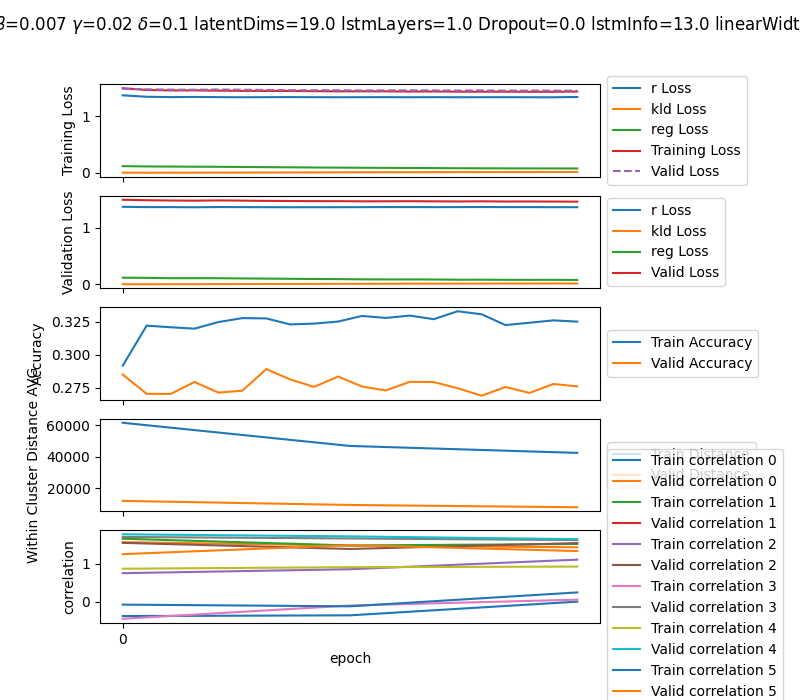 β=0.007 γ=0.02 δ=0.1 latentDims=19.0 lstmLayers=1.0 Dropout=0.0 lstmInfo=13.0 linearWidt
Training Loss
1
0
r Loss
kld Loss
reg Loss
Training Loss
Valid Loss
Validation Loss
1
0
r Loss
kld Loss
reg Loss
Valid Loss
Accuracy
0.325
0.300
0.275
Train Accuracy
Valid Accuracy
Within Cluster Distance AVG
60000
40000
20000
Train Distance
Valid Distance
correlation
1
0
0
epoch
Train correlation 0
Valid correlation 0
Train correlation 1
Valid correlation 1
Train correlation 2
Valid correlation 2
Train correlation 3
Valid correlation 3
Train correlation 4
Valid correlation 4
Train correlation 5
Valid correlation 5